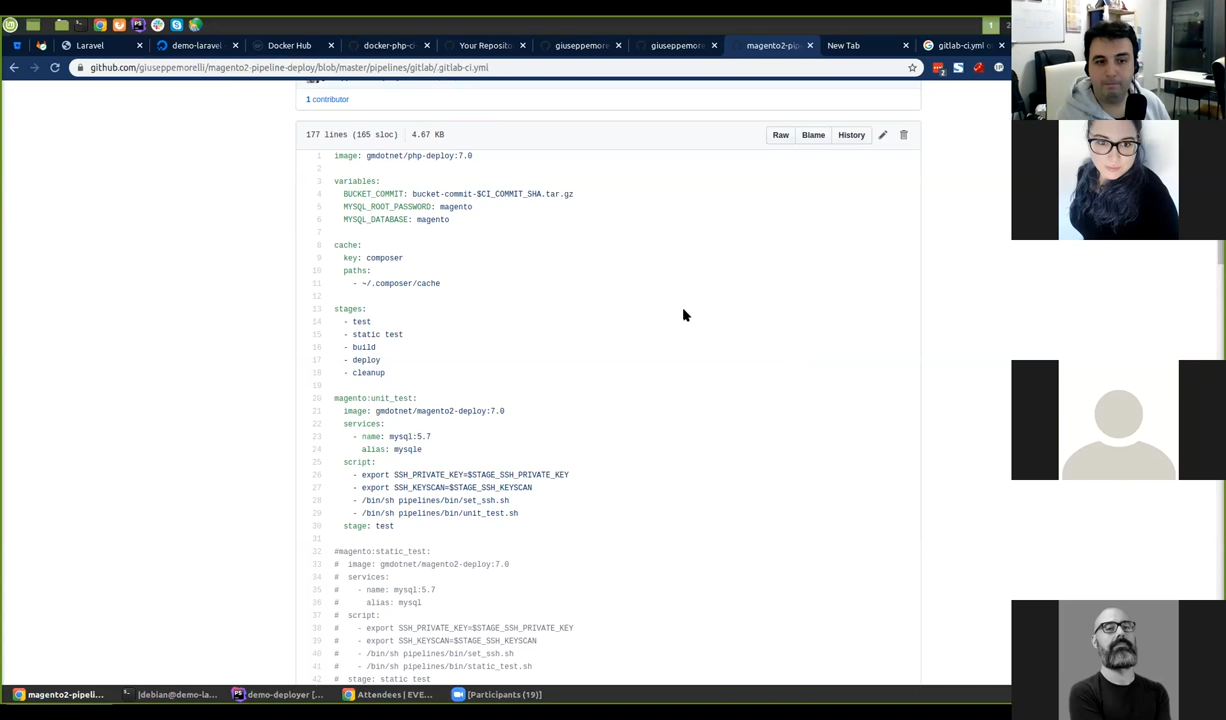 1
2
Laravel
demo-laravel
Docker Hub
docker-php-c
Your Reposito
giuseppemore
giuseppemo
magento2-pip
New Tab
gitlab-ci.yml o
github.com/giuseppemorelli/magento2-pipeline-deploy/blob/master/pipelines/gitlab/.gitlab-ci.yml
2
1 contributor
177 lines (165 sloc) 4.67 KB
Raw Blame History
1 image: gmdotnet/php-deploy:7.0
2
3 variables:
4 BUCKET_COMMIT: bucket-commit-$CI_COMMIT_SHA.tar.gz
5 MYSQL_ROOT_PASSWORD: magento
6 MYSQL_DATABASE: magento
7
8 cache:
9 key: composer
10 paths:
11 - ~/.composer/cache
12
13 stages:
14 - test
15 - static test
16 - build
17 - deploy
18 - cleanup
19
20 magento:unit_test:
21 image: gmdotnet/magento2-deploy:7.0
22 services:
23 - name: mysql:5.7
24 alias: mysqle
25 script:
26 - export SSH_PRIVATE_KEY=$STAGE_SSH_PRIVATE_KEY
27 - export SSH_KEYSCAN=$STAGE_SSH_KEYSCAN
28 - /bin/sh pipelines/bin/set_ssh.sh
29 - /bin/sh pipelines/bin/unit_test.sh
30 stage: test
31
32 #magento:static_test:
33 # image: gmdotnet/magento2-deploy:7.0
34 # services:
35 # - name: mysql:5.7
36 # alias: mysql
37 # script:
38 # - export SSH_PRIVATE_KEY=$STAGE_SSH_PRIVATE_KEY
39 # - export SSH_KEYSCAN=$STAGE_SSH_KEYSCAN
40 # - /bin/sh pipelines/bin/set_ssh.sh
41 # - /bin/sh pipelines/bin/static_test.sh
42 # stage: static test
magento2-pipeli...
[debian@demo-la...
demo-deployer [...
Attendees | EVE...
[Participants (19)]